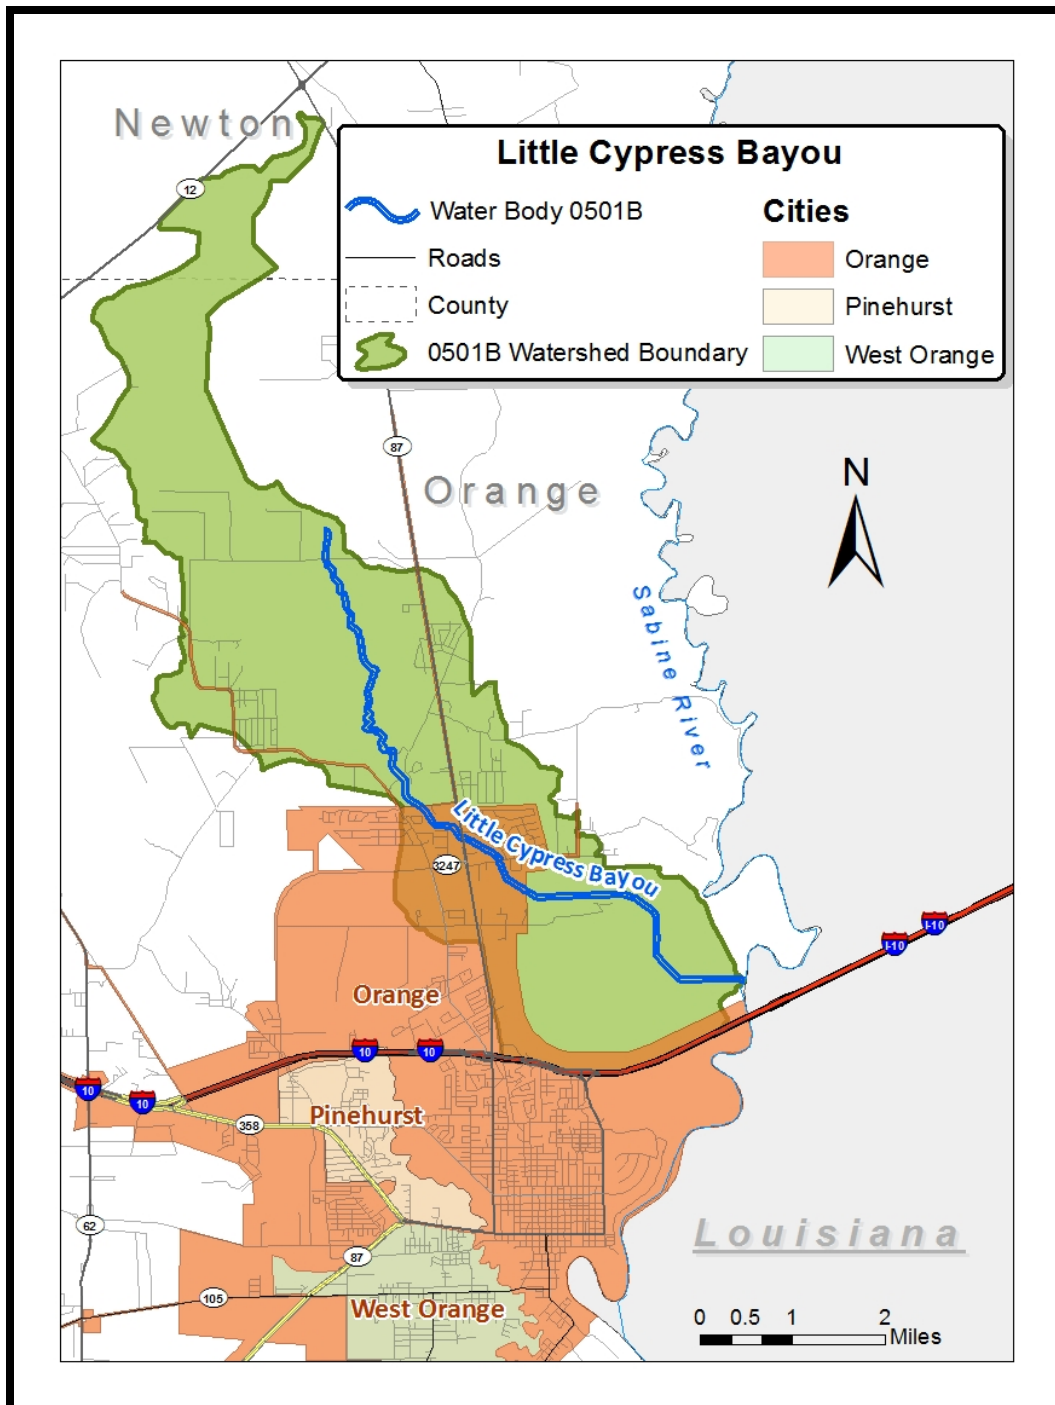 Newton
Little Cypress Bayou
Water Body 0501B
Roads
County
0501B Watershed Boundary
Cities
Orange
Pinehurst
West Orange
12
87
Orange
N
Sabine River
Little Cypress Bayou
3247
I-10
I-10
Orange
10
10
10
10
Pinehurst
358
62
87
Louisiana
105
West Orange
0 0.5 1 2
Miles